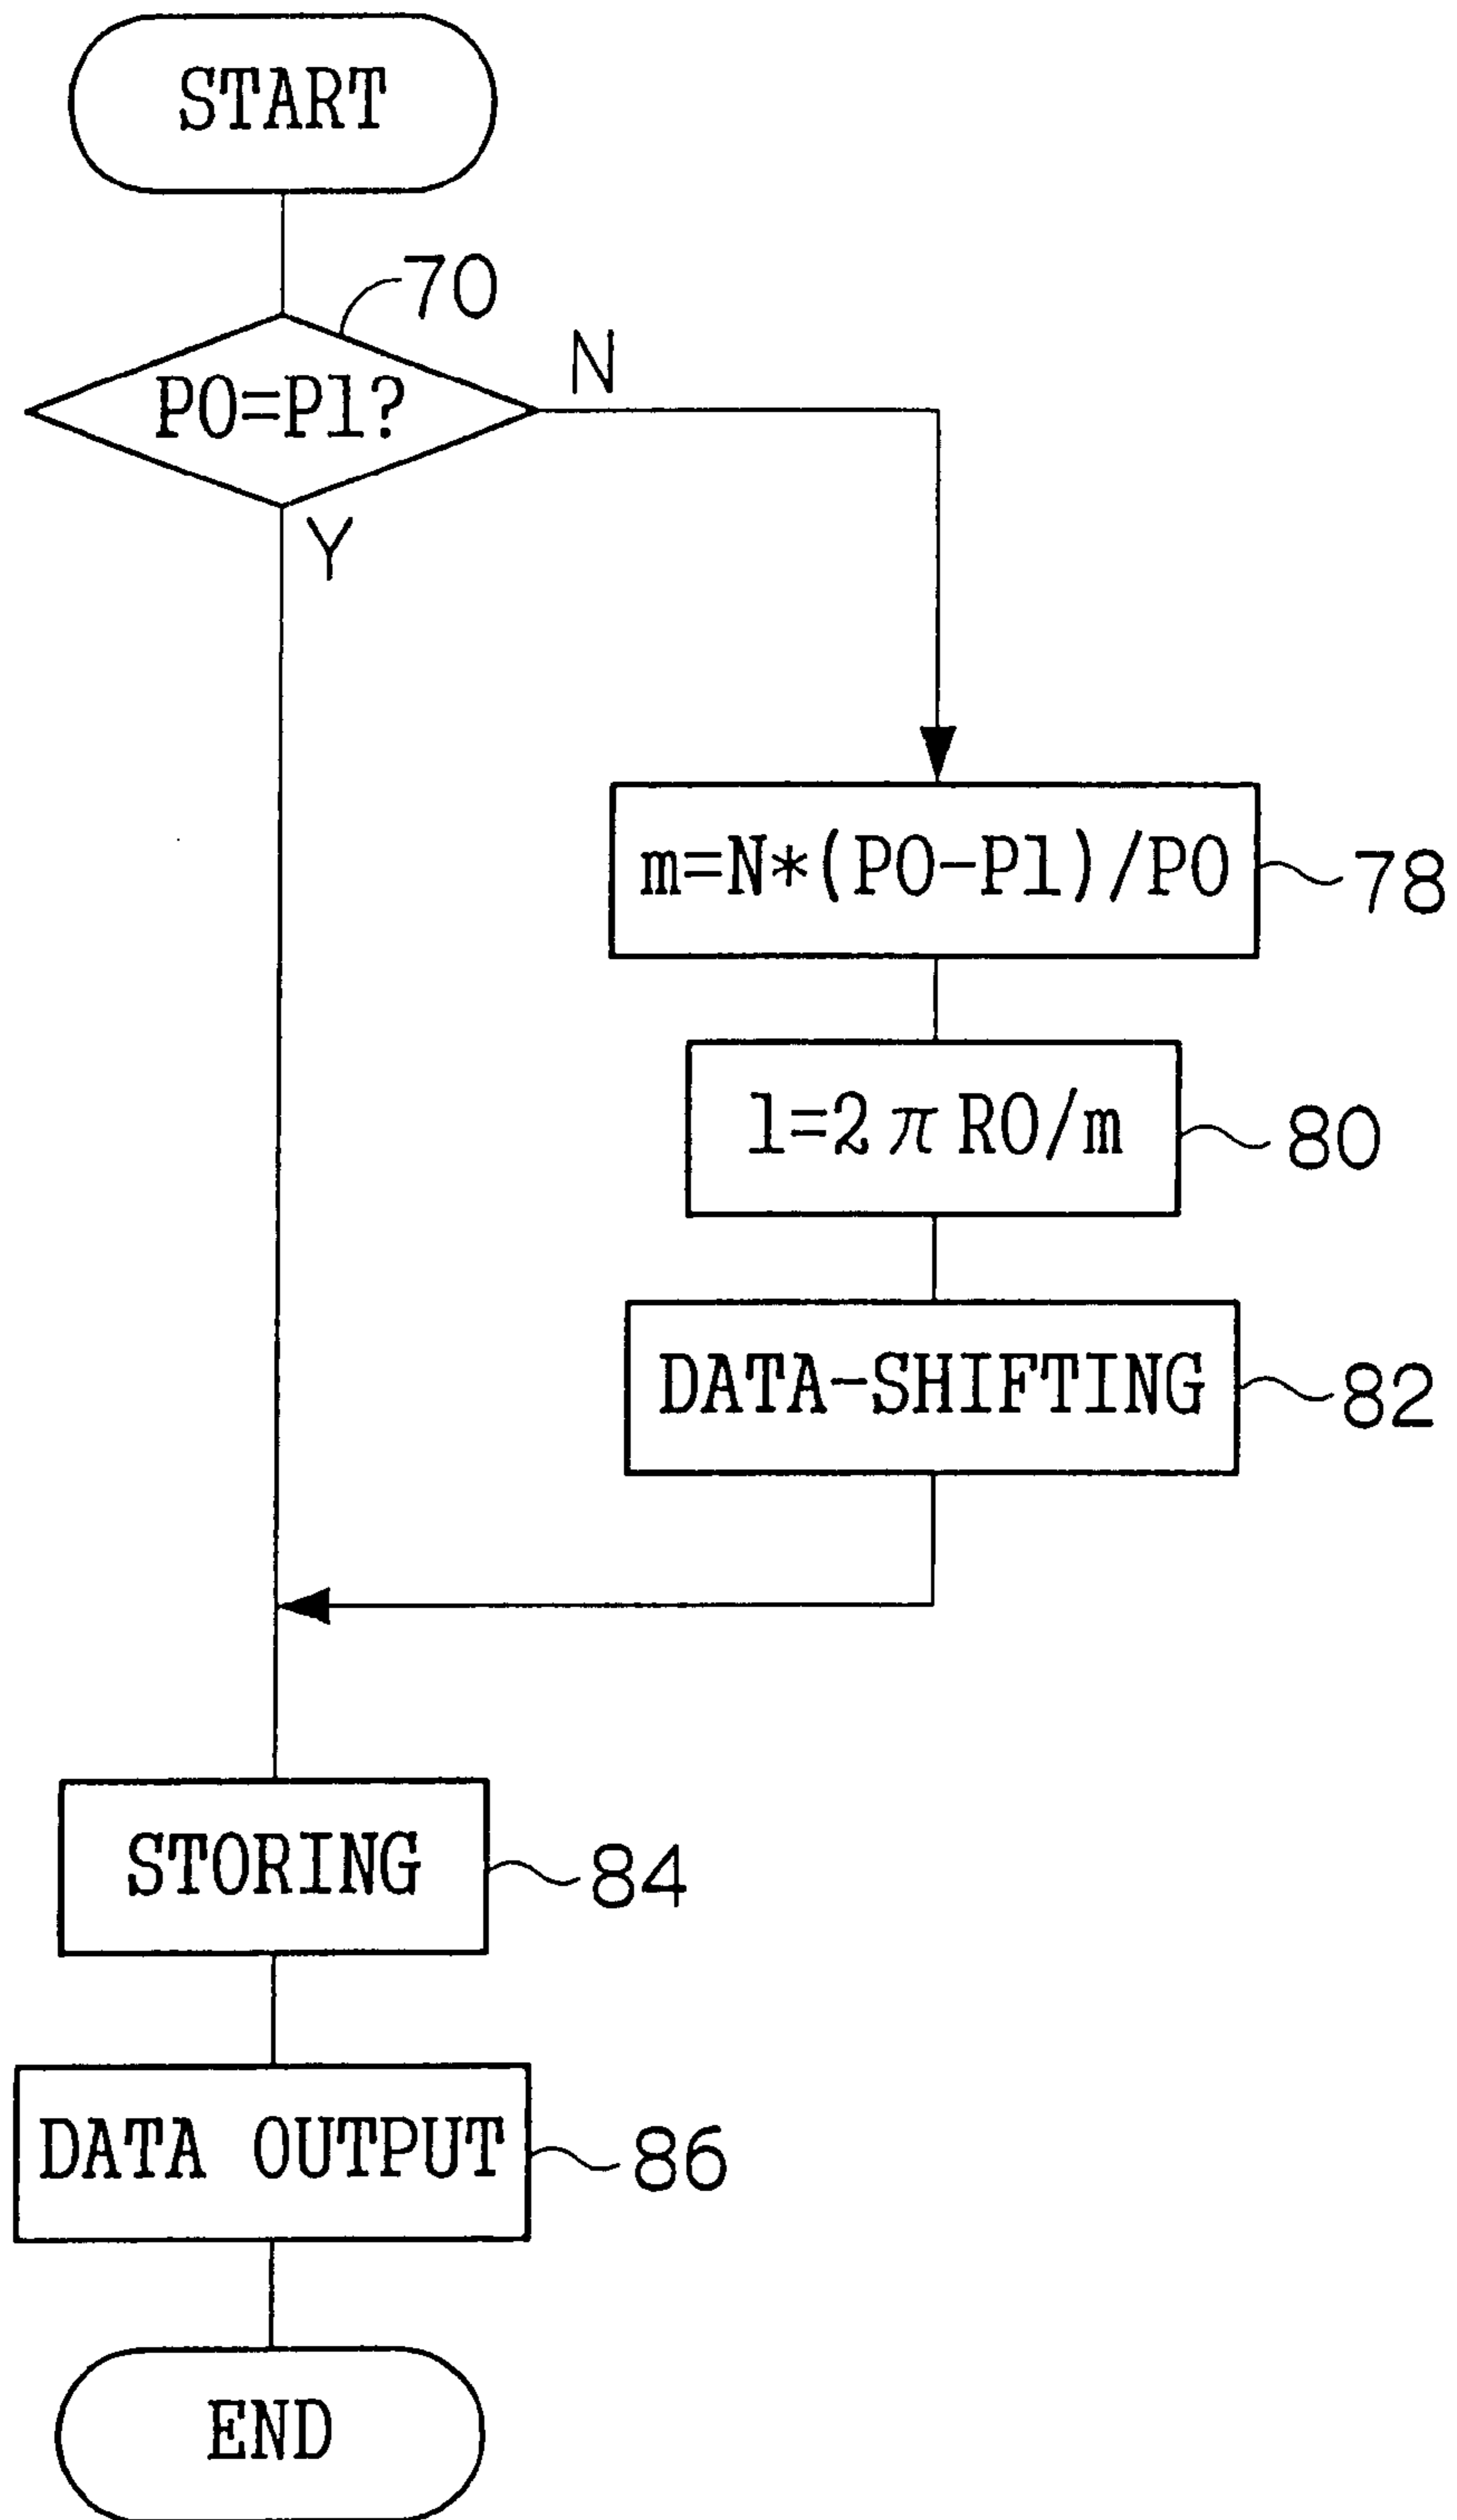 START
70
P0=P1?
N
Y
m=N*(P0-P1)/P0
78
l=2πR0/m
80
DATA-SHIFTING
82
STORING
84
DATA OUTPUT
86
END